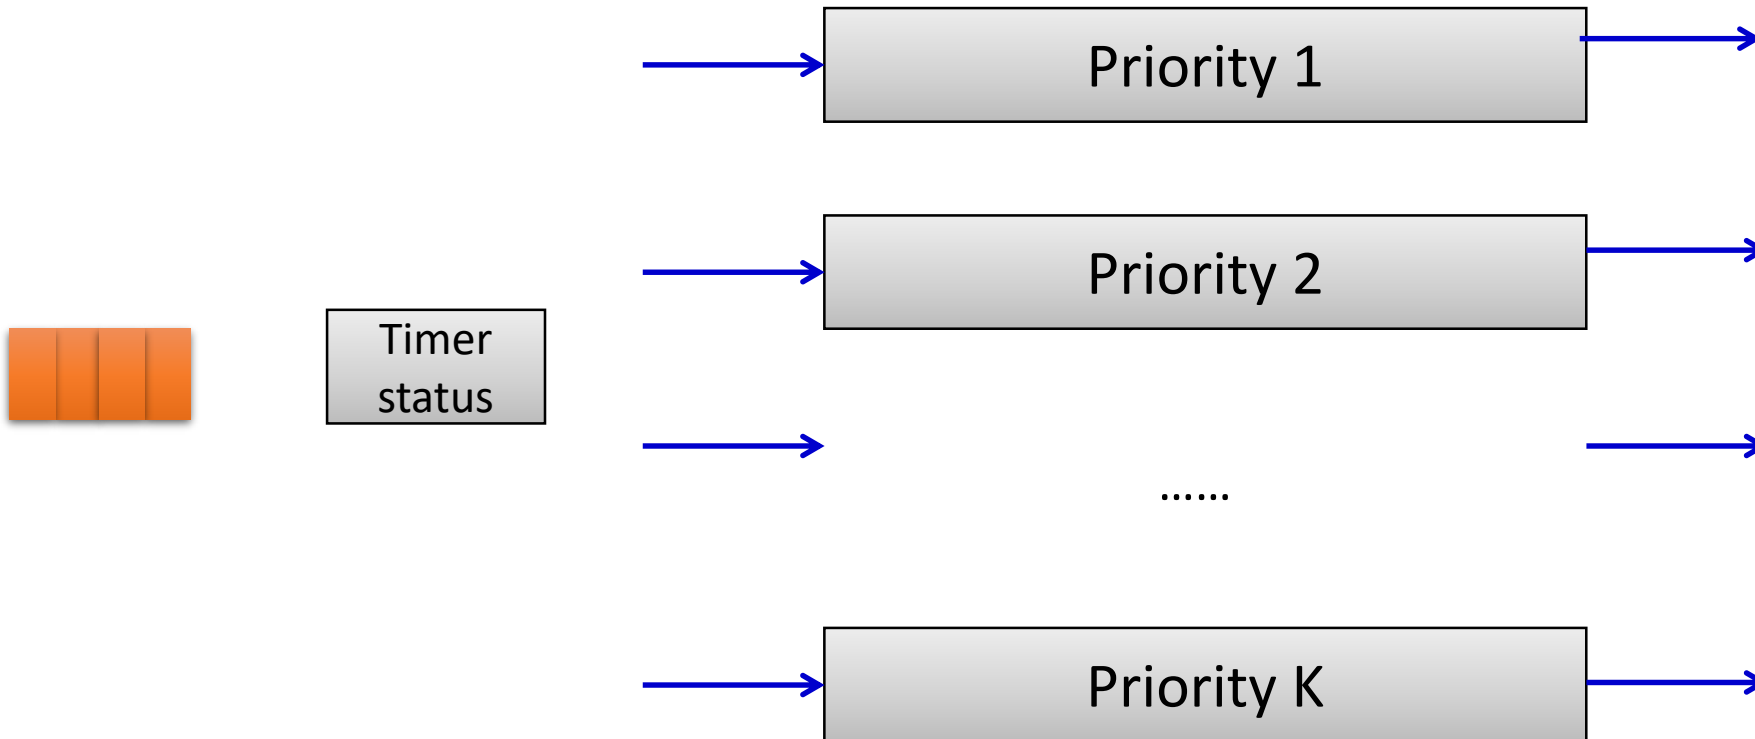 Priority 1
Priority 2
Timer
status
......
Priority K